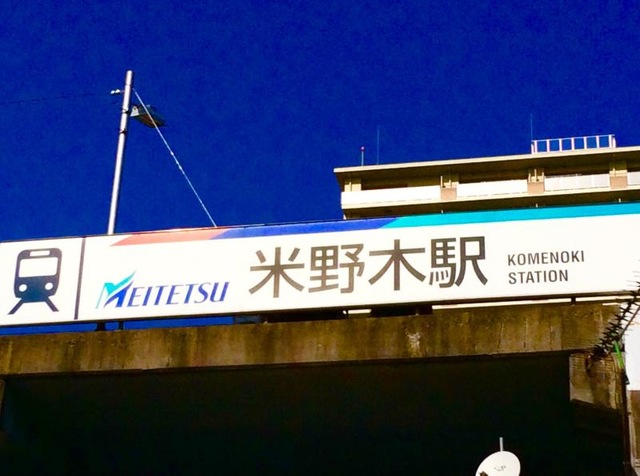 MEITETSU
米野木駅
KOMENOKI
STATION